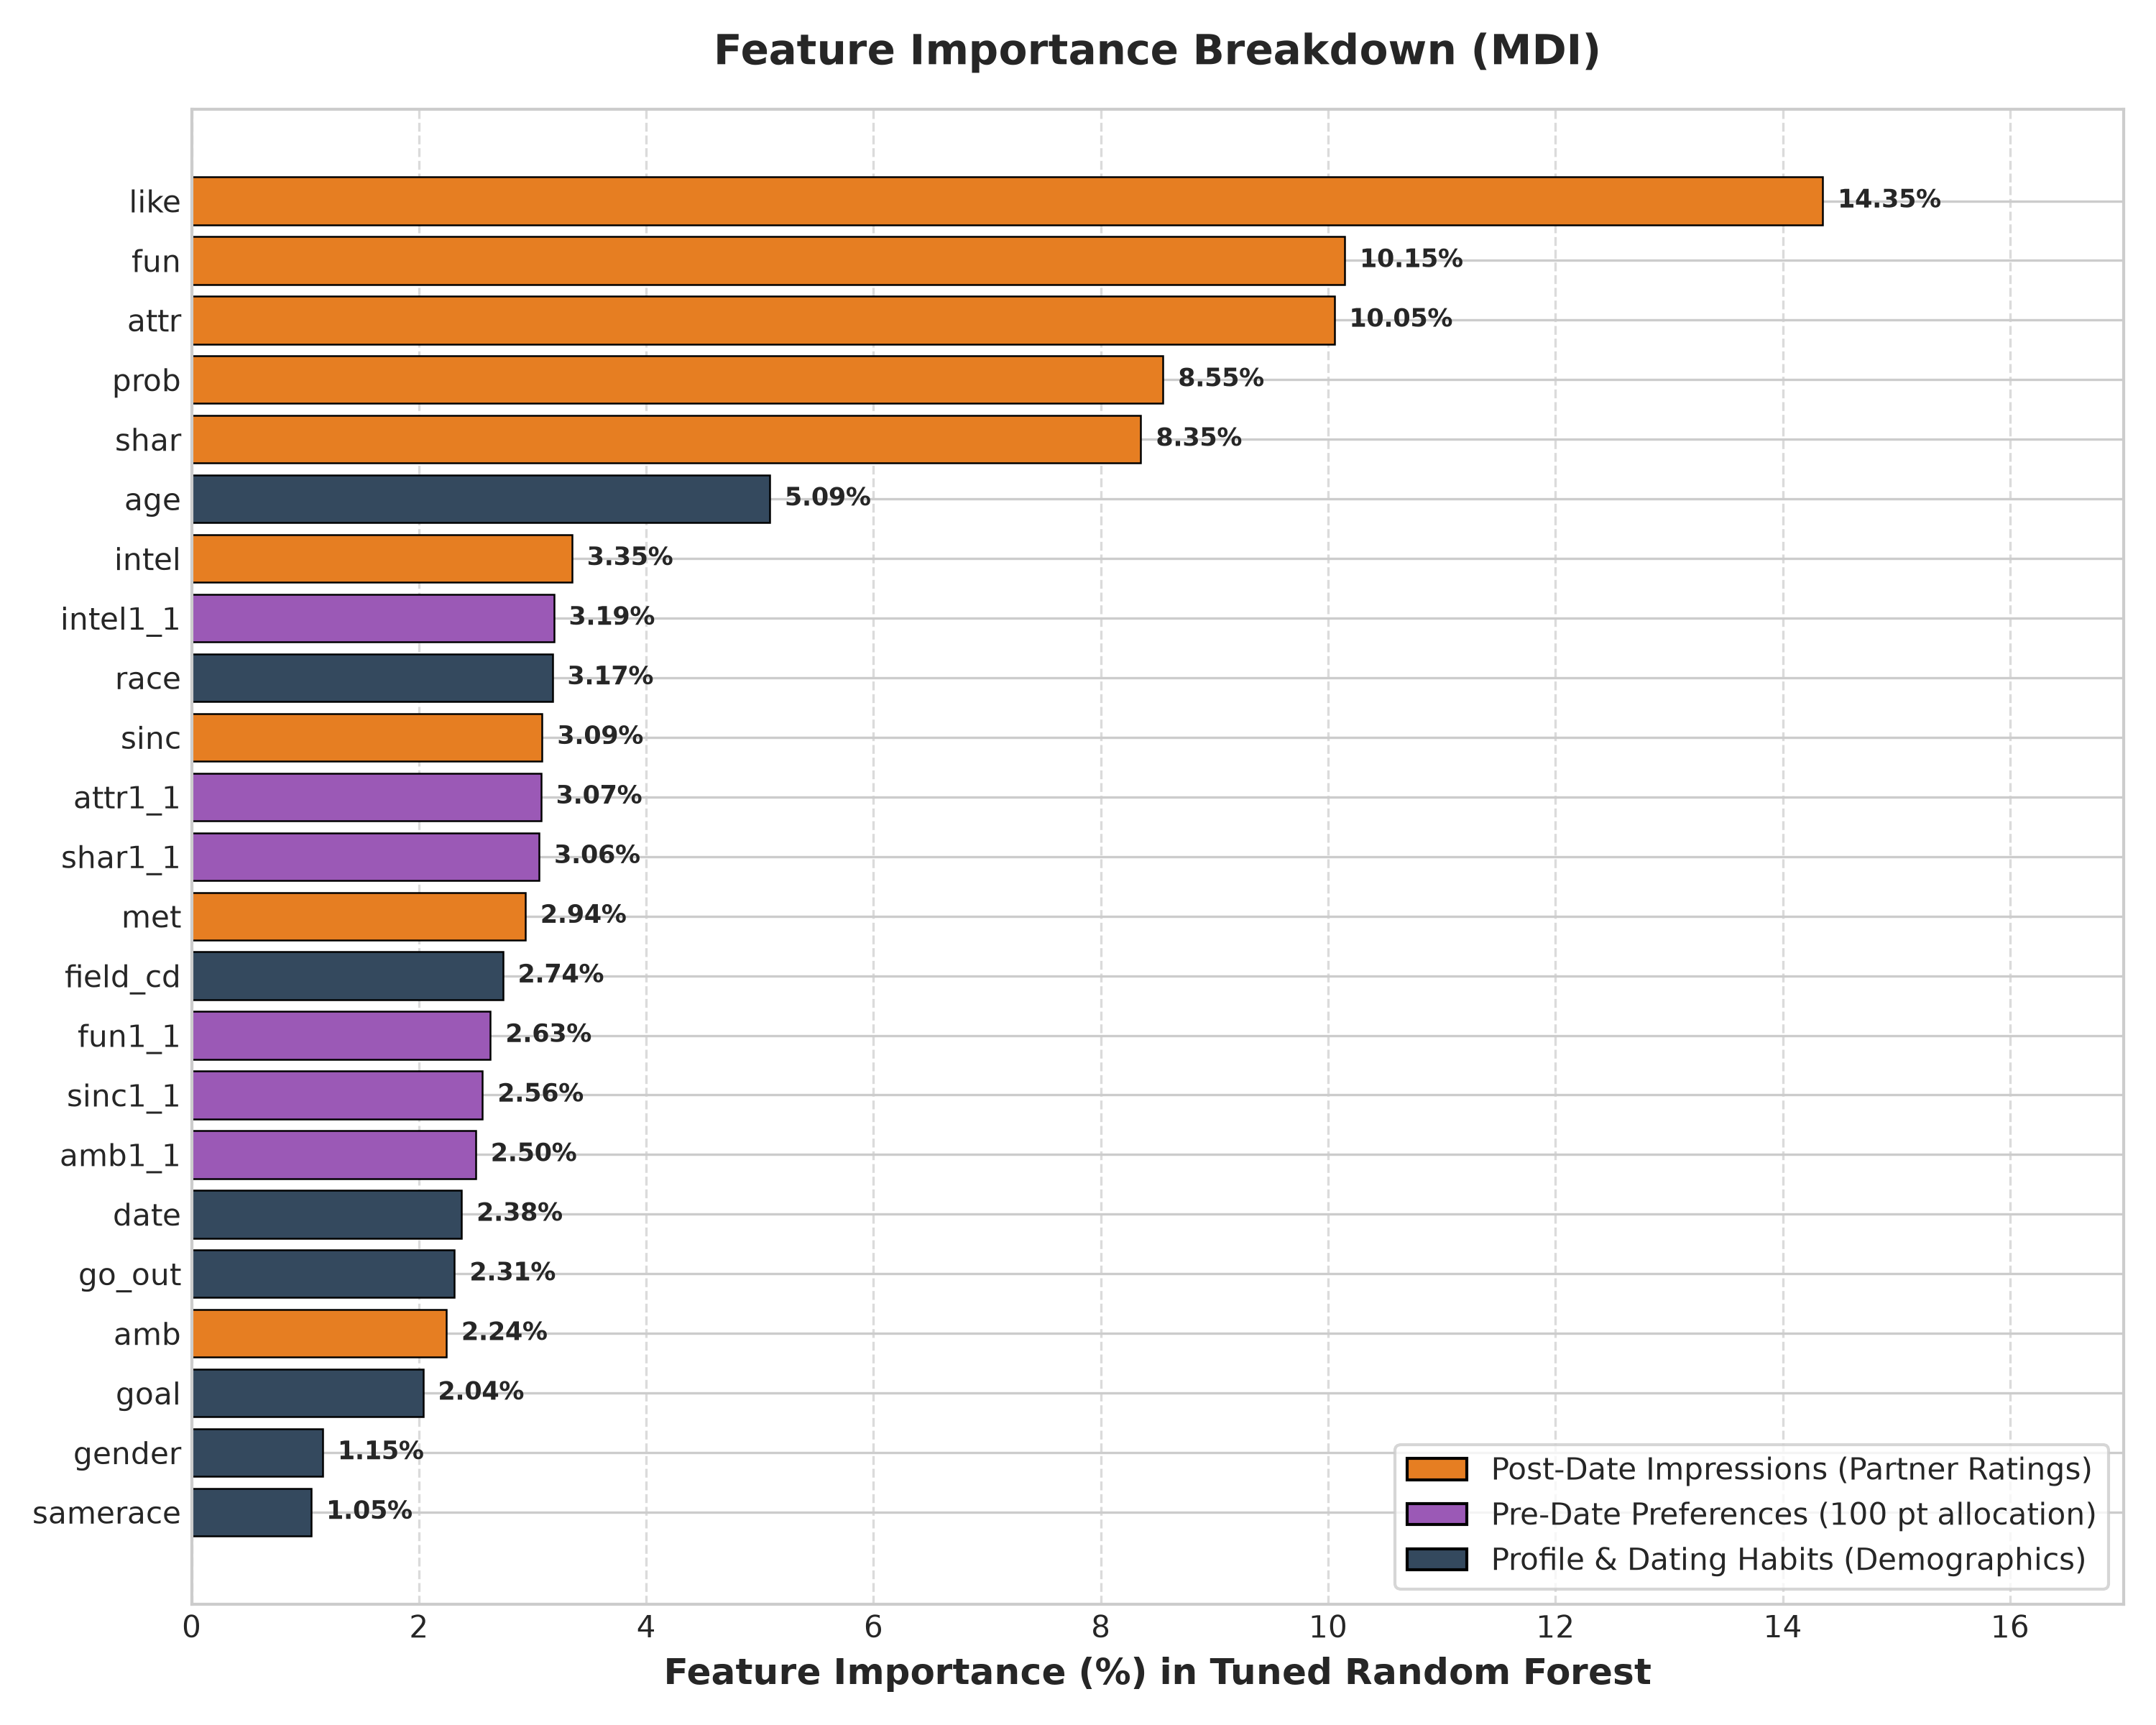 Feature Importance Breakdown (MDI)
like 14.35%
fun 10.15%
attr 10.05%
prob 8.55%
shar 8.35%
age 5.09%
intel 3.35%
intel1_1 3.19%
race 3.17%
sinc 3.09%
attr1_1 3.07%
shar1_1 3.06%
met 2.94%
field_cd 2.74%
fun1_1 2.63%
sinc1_1 2.56%
amb1_1 2.50%
date 2.38%
go_out 2.31%
amb 2.24%
goal 2.04%
gender 1.15%
samerace 1.05%
Post-Date Impressions (Partner Ratings)
Pre-Date Preferences (100 pt allocation)
Profile & Dating Habits (Demographics)
0 2 4 6 8 10 12 14 16
Feature Importance (%) in Tuned Random Forest